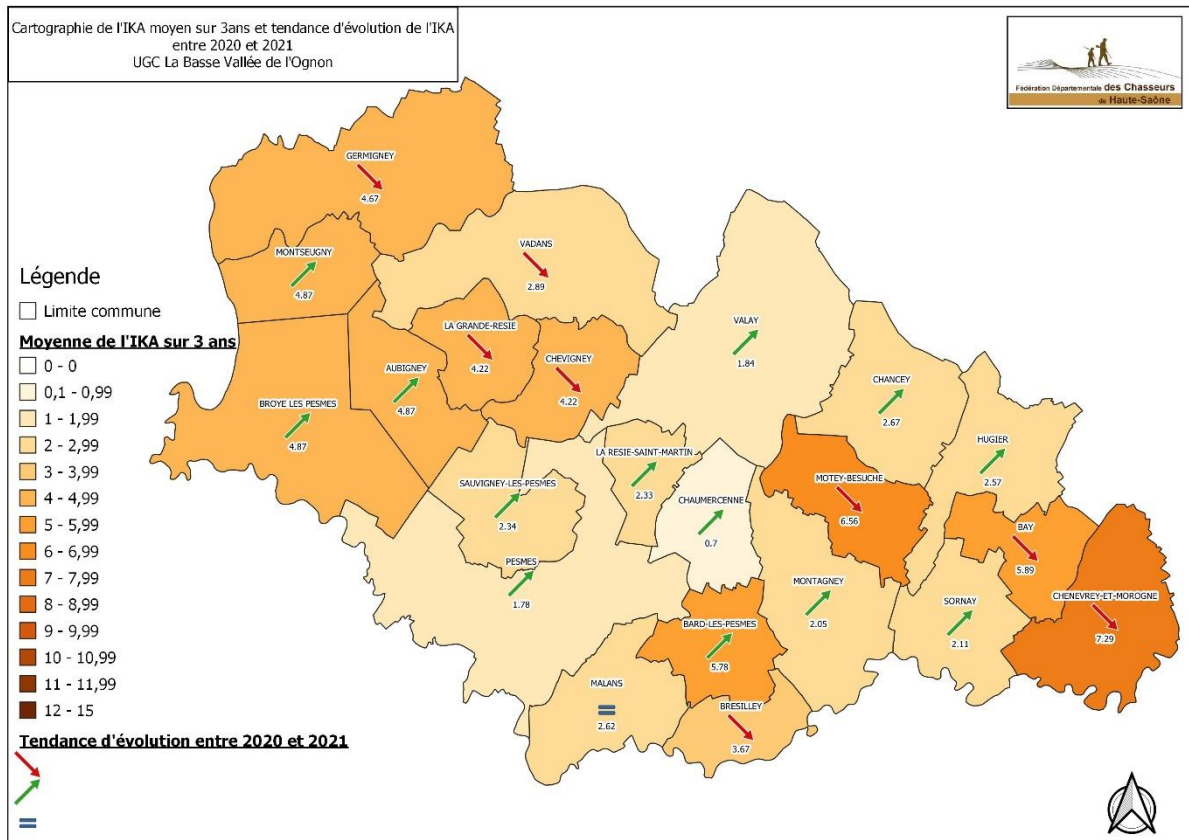 Cartographie de l'IKA moyen sur 3ans et tendance d'évolution de l'IKA
entre 2020 et 2021
UGC La Basse Vallée de l'Ognon
Fédération Départementale des Chasseurs
de Haute-Saône
GERMIGNEY
4.67
MONTSEUGNY
4.87
VADANS
2.89
LA GRANDE-RESIE
4.22
CHEVIGNEY
4.22
AUBIGNEY
4.87
BROYE LES PESMES
4.87
VALAY
1.84
CHANCEY
2.67
HUGIER
2.57
LA RESIE-SAINT-MARTIN
2.33
SAUVIGNEY-LES-PESMES
2.34
CHAUMERCENNE
0.7
MOTEY-BESUCHE
6.56
BAY
5.89
PESMES
1.78
MONTAGNEY
2.05
SORNAY
2.11
CHENEVREY-ET-MOROGNE
7.29
BARD-LES-PESMES
5.78
MALANS
2.62
BRESILLEY
3.67
Légende
Limite commune
Moyenne de l'IKA sur 3 ans
0 - 0
0,1 - 0,99
1 - 1,99
2 - 2,99
3 - 3,99
4 - 4,99
5 - 5,99
6 - 6,99
7 - 7,99
8 - 8,99
9 - 9,99
10 - 10,99
11 - 11,99
12 - 15
Tendance d'évolution entre 2020 et 2021